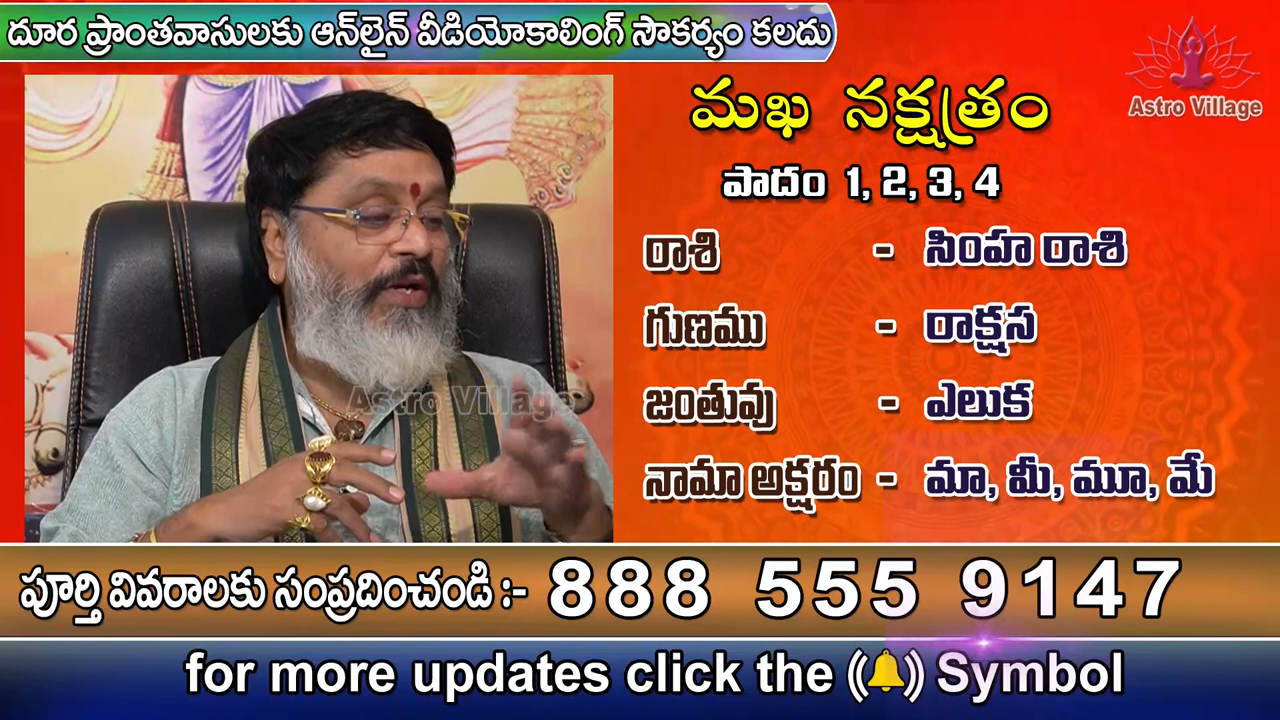 దూర ప్రాంతవాసులకు ఆన్‌లైన్ వీడియోకాలింగ్ సౌకర్యం కలదు
Astro Village
మఖ నక్షత్రం
పాదం 1, 2, 3, 4
రాశి - సింహ రాశి
గుణము - రాక్షస
జంతువు - ఎలుక
నామా అక్షరం - మా, మీ, మూ, మే
Astro Village
పూర్తి వివరాలకు సంప్రదించండి :- 888 555 9147
for more updates click the Symbol